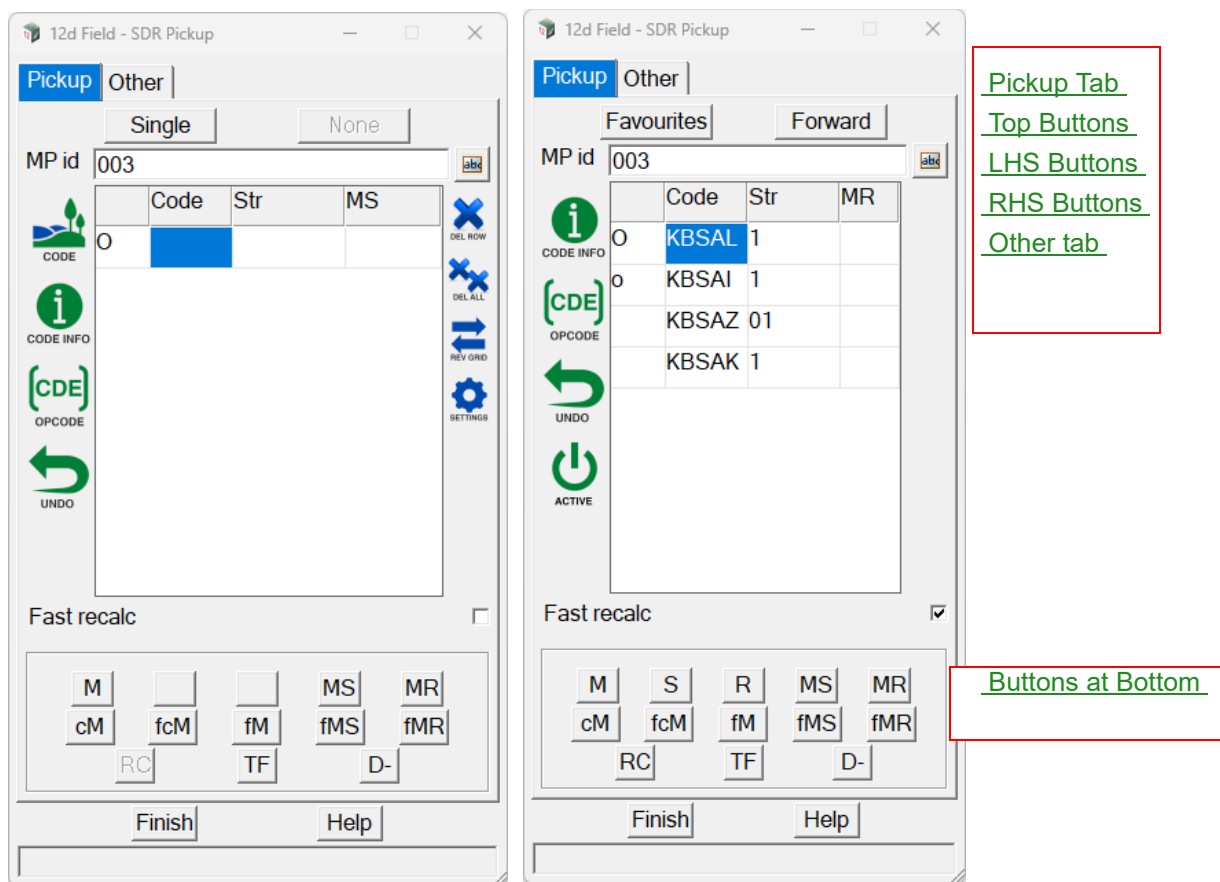 12d Field - SDR Pickup
Pickup Other
Single None
MP id 003
abc
Code Str MS
O
CODE
CODE INFO
(CDE)
OPCODE
UNDO
DEL ROW
DEL ALL
REV GRID
SETTINGS
Fast recalc
M MS MR
cM fcM fM fMS fMR
RC TF D-
Finish Help
12d Field - SDR Pickup
Pickup Other
Favourites Forward
MP id 003
abc
Code Str MR
O KBSAL 1
o KBSAI 1
KBSAZ 01
KBSAK 1
CODE INFO
(CDE)
OPCODE
UNDO
ACTIVE
Fast recalc
M S R MS MR
cM fcM fM fMS fMR
RC TF D-
Finish Help
Pickup Tab
Top Buttons
LHS Buttons
RHS Buttons
Other tab
Buttons at Bottom